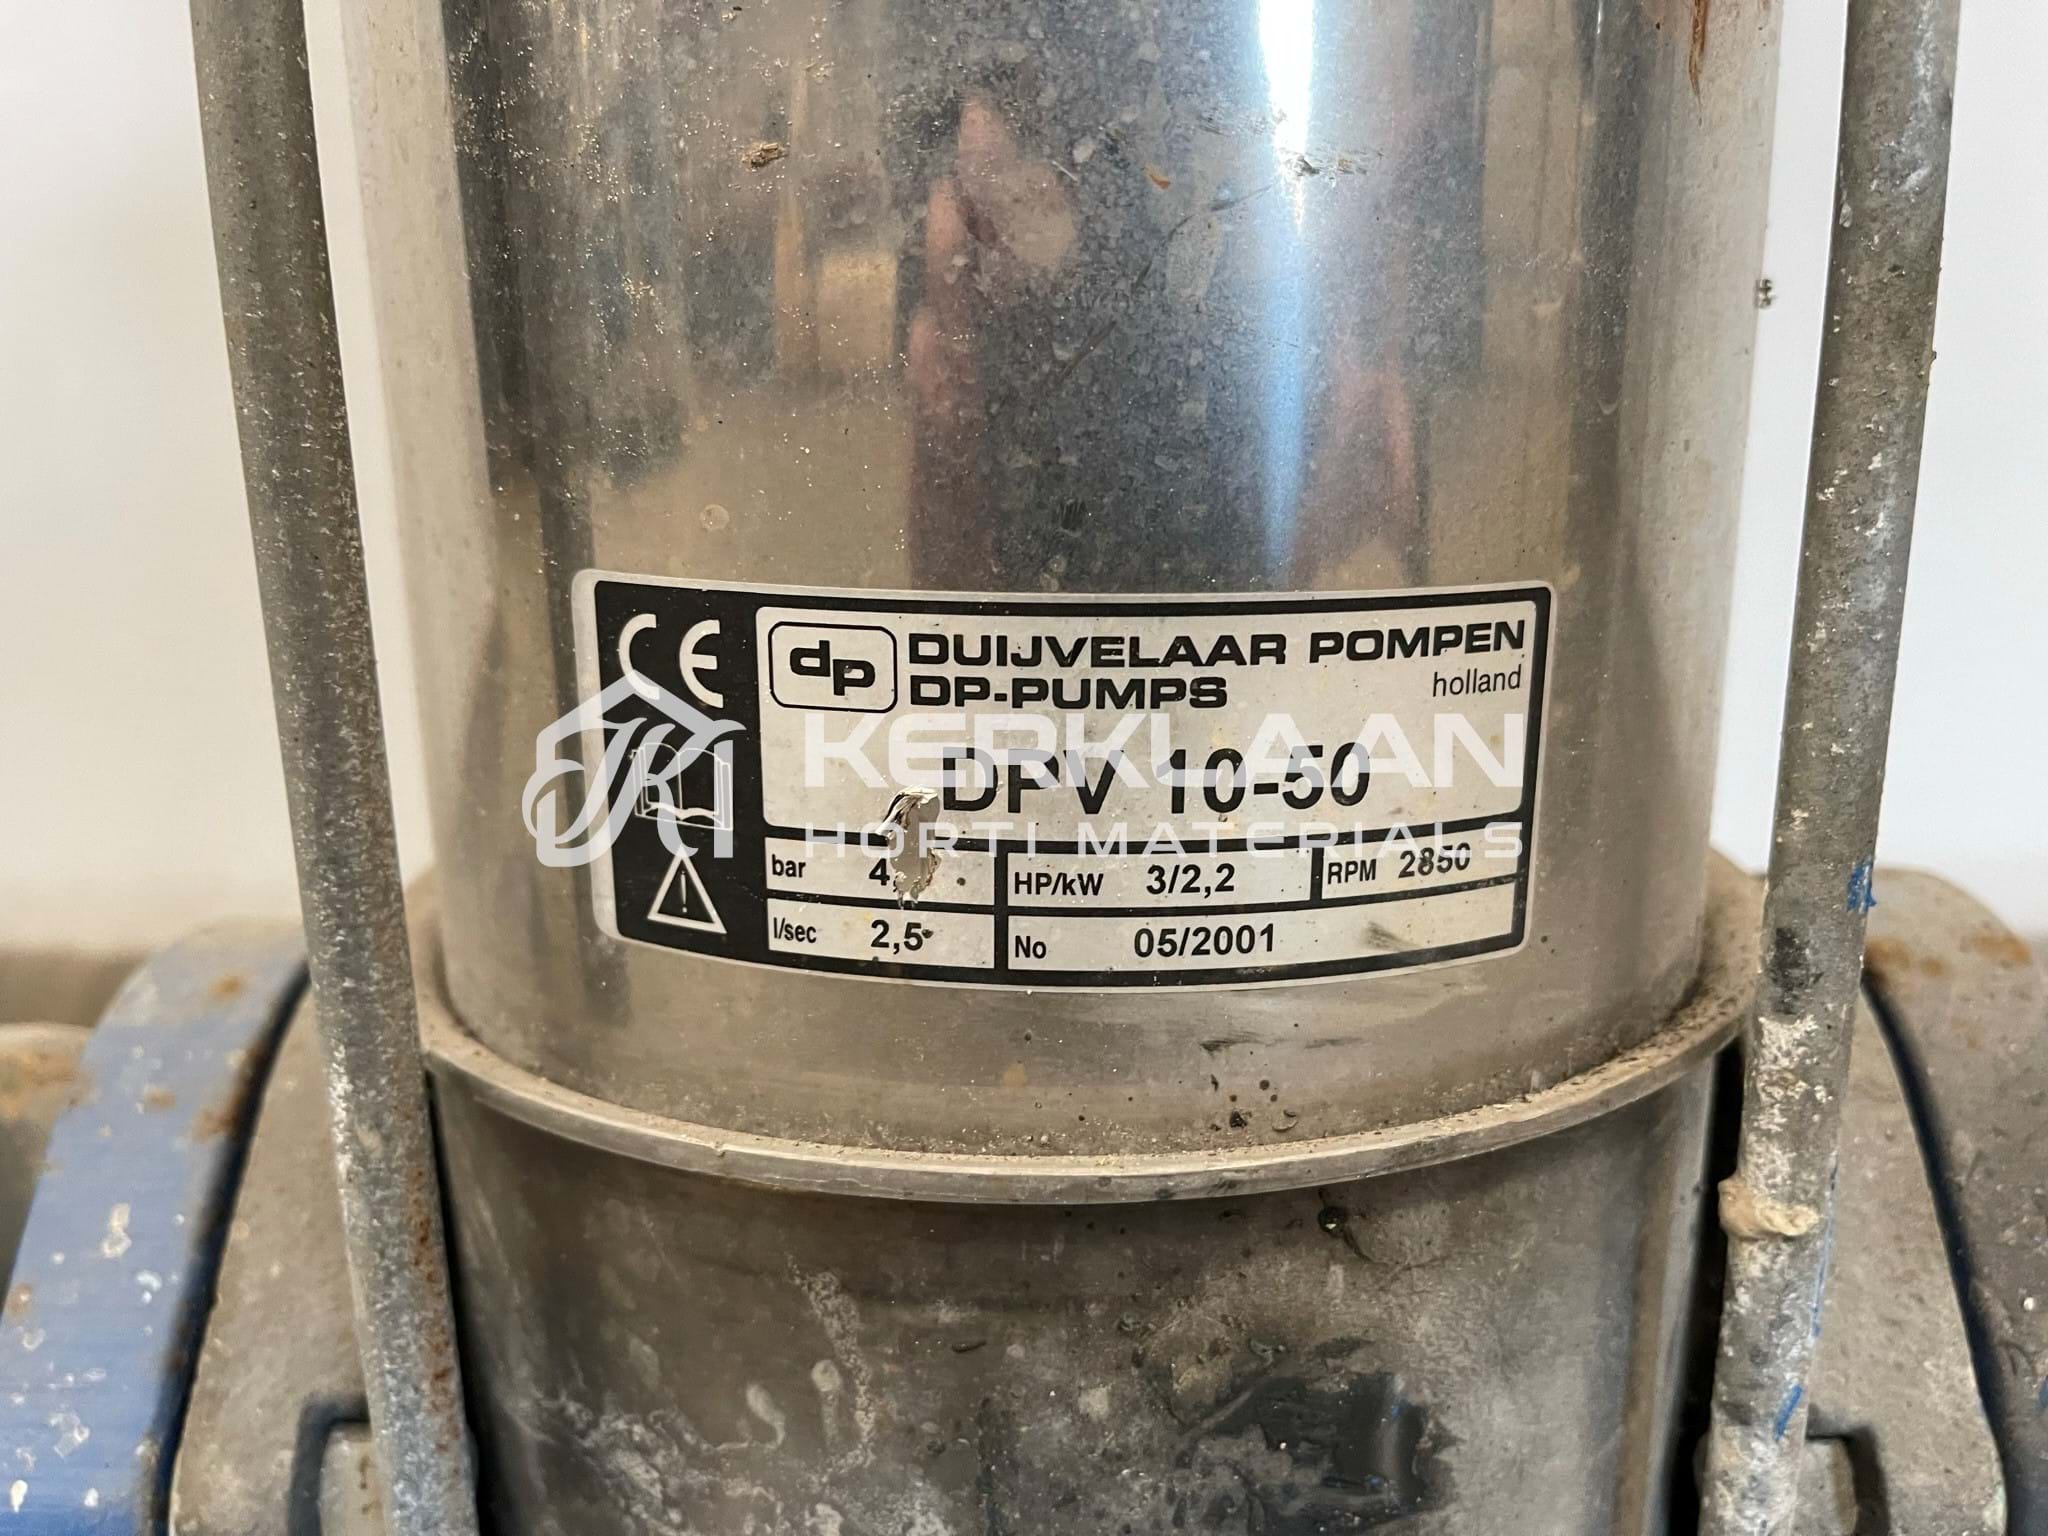 CE
dp
DUIJVELAAR POMPEN
DP-PUMPS holland
KERKLAAN
DPV 10-50
HORTI MATERIALS
bar 4, HP/kW 3/2,2 RPM 2850
l/sec 2,5 No 05/2001